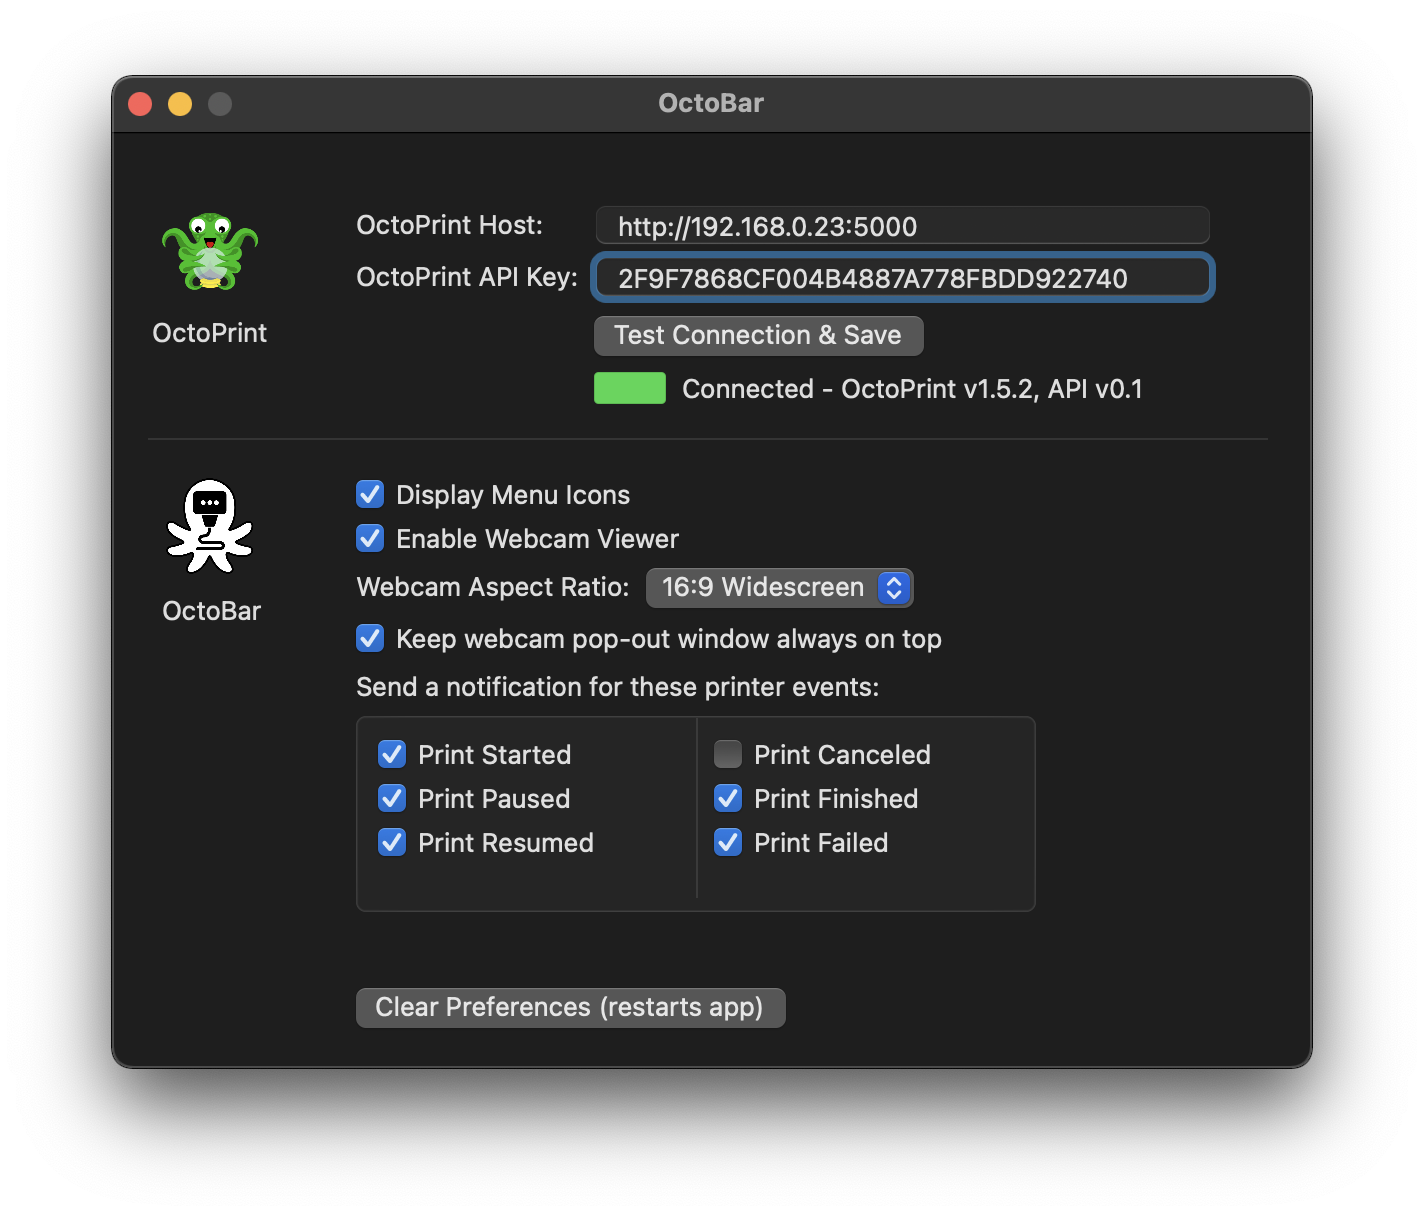 OctoBar
OctoPrint Host: http://192.168.0.23:5000
OctoPrint API Key: 2F9F7868CF004B4887A778FBDD922740
OctoPrint
Test Connection & Save
Connected - OctoPrint v1.5.2, API v0.1
Display Menu Icons
Enable Webcam Viewer
Webcam Aspect Ratio: 16:9 Widescreen
OctoBar
Keep webcam pop-out window always on top
Send a notification for these printer events:
Print Started
Print Paused
Print Resumed
Print Canceled
Print Finished
Print Failed
Clear Preferences (restarts app)